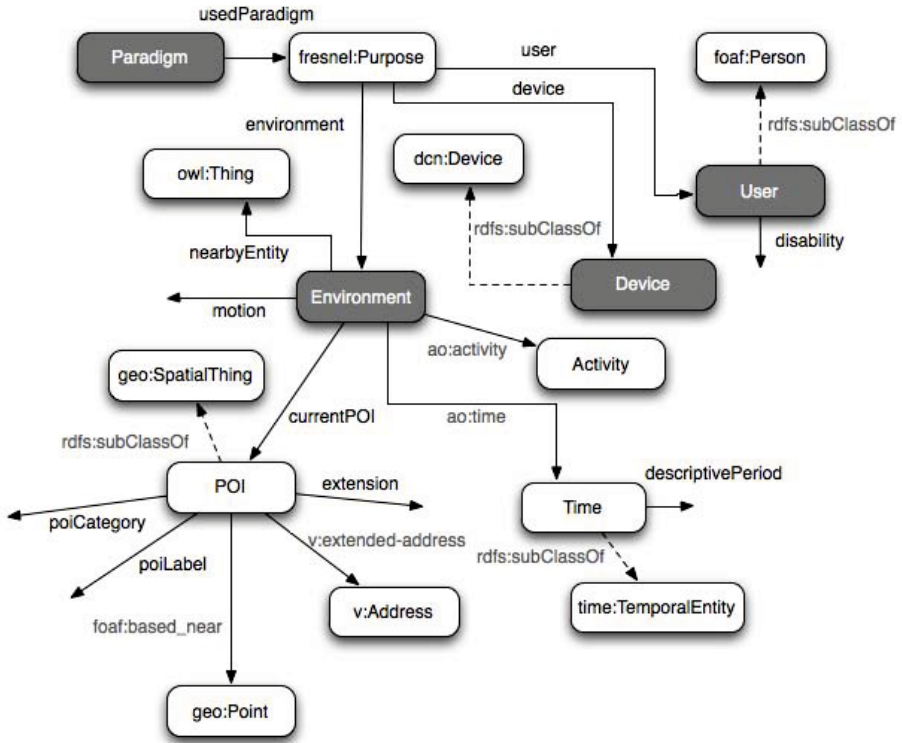 usedParadigm
Paradigm
fresnel:Purpose
user
foaf:Person
device
environment
rdfs:subClassOf
dcn:Device
owl:Thing
User
rdfs:subClassOf
disability
nearbyEntity
Environment
Device
motion
ao:activity
Activity
geo:SpatialThing
currentPOI
ao:time
rdfs:subClassOf
descriptivePeriod
POI
extension
Time
poiCategory
v:extended-address
rdfs:subClassOf
poiLabel
v:Address
time:TemporalEntity
foaf:based_near
geo:Point